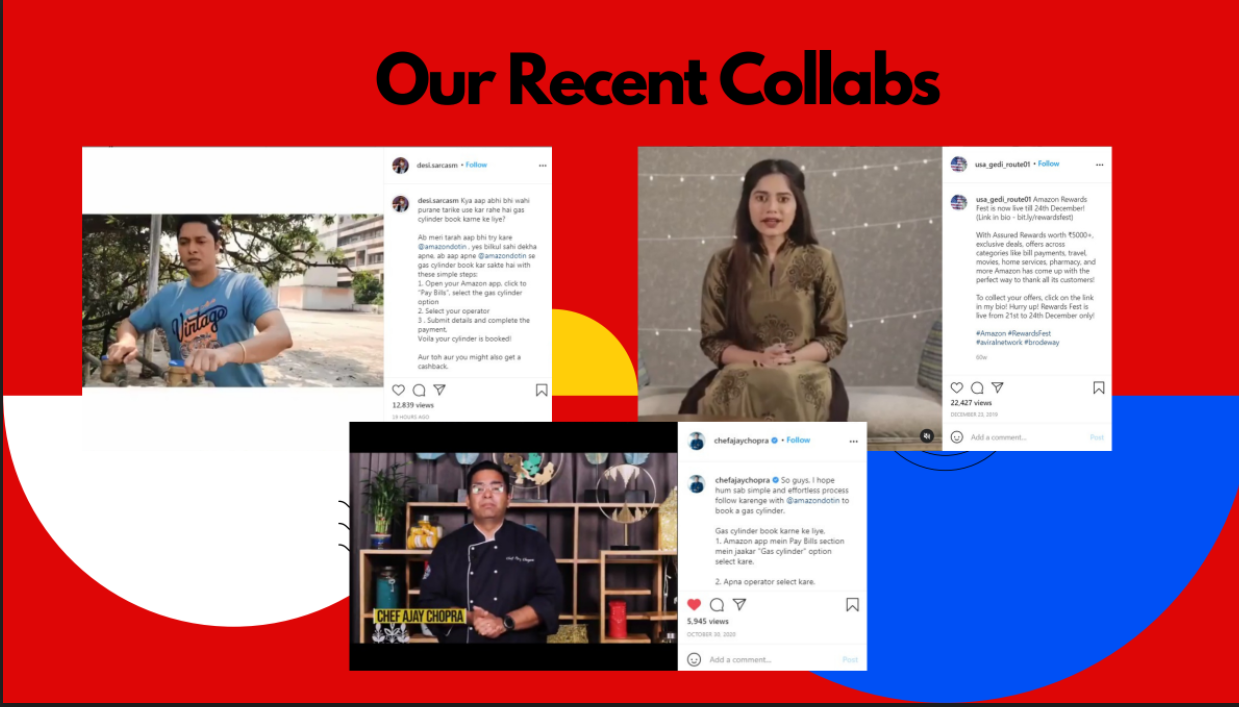 Our Recent Collabs
desi.sarcasm • Follow
desi.sarcasm Kya aap abhi bhi wahi
purane tarike use kar rahe hai gas
cylinder book karne ke liye?
Ab meri tarah aap bhi try kare
@amazondotin , yes bilkul sahi dekha
apne, ab aap apne @amazondotin se
gas cylinder book kar sakte hai with
these simple steps:
1. Open your Amazon app, click to
"Pay Bills", select the gas cylinder
option
2. Select your operator
3 . Submit details and complete the
payment.
Voila your cylinder is booked!
Aur toh aur you might also get a
cashback.
12,839 views
19 HOURS AGO
Vintage
usa_gedi_route01 • Follow
usa_gedi_route01 Amazon Rewards
Fest is now live till 24th December!
(Link in bio - bit.ly/rewardsfest)
With Assured Rewards worth ₹5000+,
exclusive deals, offers across
categories like bill payments, travel,
movies, home services, pharmacy, and
more Amazon has come up with the
perfect way to thank all its customers!
To collect your offers, click on the link
in my bio! Hurry up! Rewards Fest is
live from 21st to 24th December only!
#Amazon #RewardsFest
#aviralnetwork #brodeway
60w
22,427 views
DECEMBER 23, 2019
Add a comment... Post
chefajaychopra • Follow
chefajaychopra So guys, I hope
hum sab simple and effortless process
follow karenge with @amazondotin to
book a gas cylinder.
Gas cylinder book karne ke liye.
1. Amazon app mein Pay Bills section
mein jaakar "Gas cylinder" option
select kare.
2. Apna operator select kare.
5,945 views
OCTOBER 30, 2020
Add a comment... Post
CHEF AJAY CHOPRA